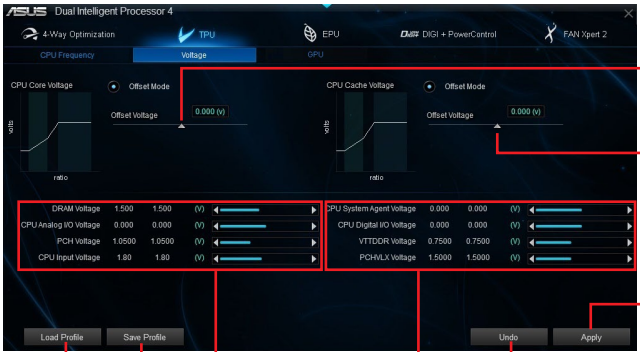 ASUS Dual Intelligent Processor 4
4-Way Optimization TPU EPU DIGI+ DIGI + PowerControl FAN Xpert 2
CPU Frequency Voltage GPU
CPU Core Voltage Offset Mode CPU Cache Voltage Offset Mode
Offset Voltage 0.000 (v) Offset Voltage 0.000 (v)
volts volts
ratio ratio
DRAM Voltage 1.500 1.500 (V) CPU System Agent Voltage 0.000 0.000 (V)
CPU Analog I/O Voltage 0.000 0.000 (V) CPU Digital I/O Voltage 0.000 0.000 (V)
PCH Voltage 1.0500 1.0500 (V) VTTDDR Voltage 0.7500 0.7500 (V)
CPU Input Voltage 1.80 1.80 (V) PCHVLX Voltage 1.5000 1.5000 (V)
Load Profile Save Profile Undo Apply